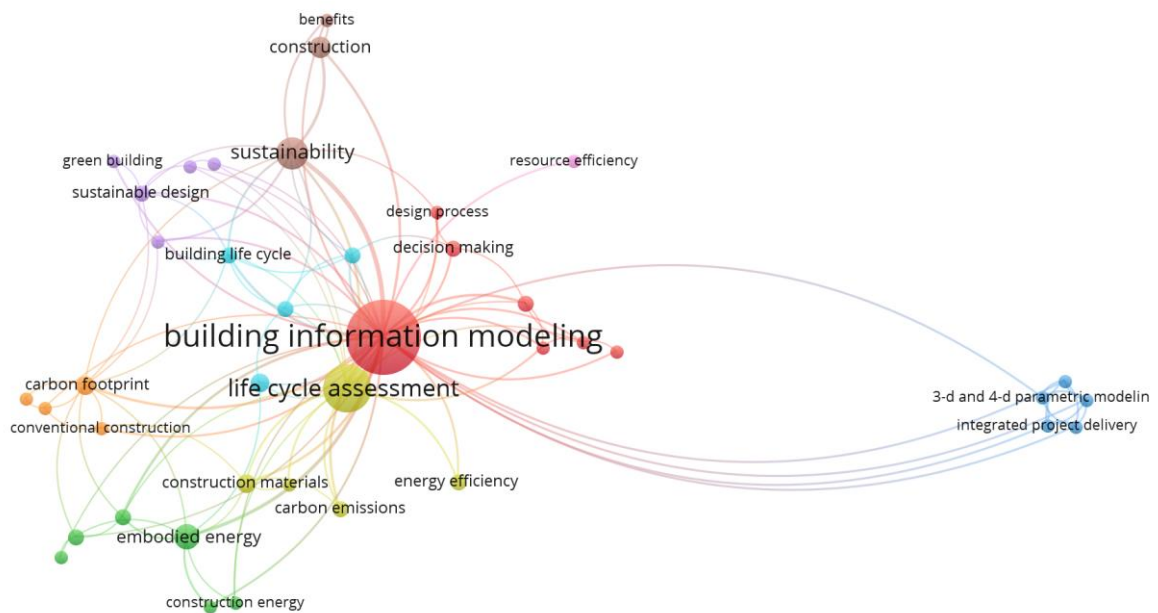 benefits
construction
sustainability
green building
resource efficiency
sustainable design
design process
decision making
building life cycle
building information modeling
life cycle assessment
carbon footprint
3-d and 4-d parametric modelin
conventional construction
integrated project delivery
construction materials
energy efficiency
carbon emissions
embodied energy
construction energy